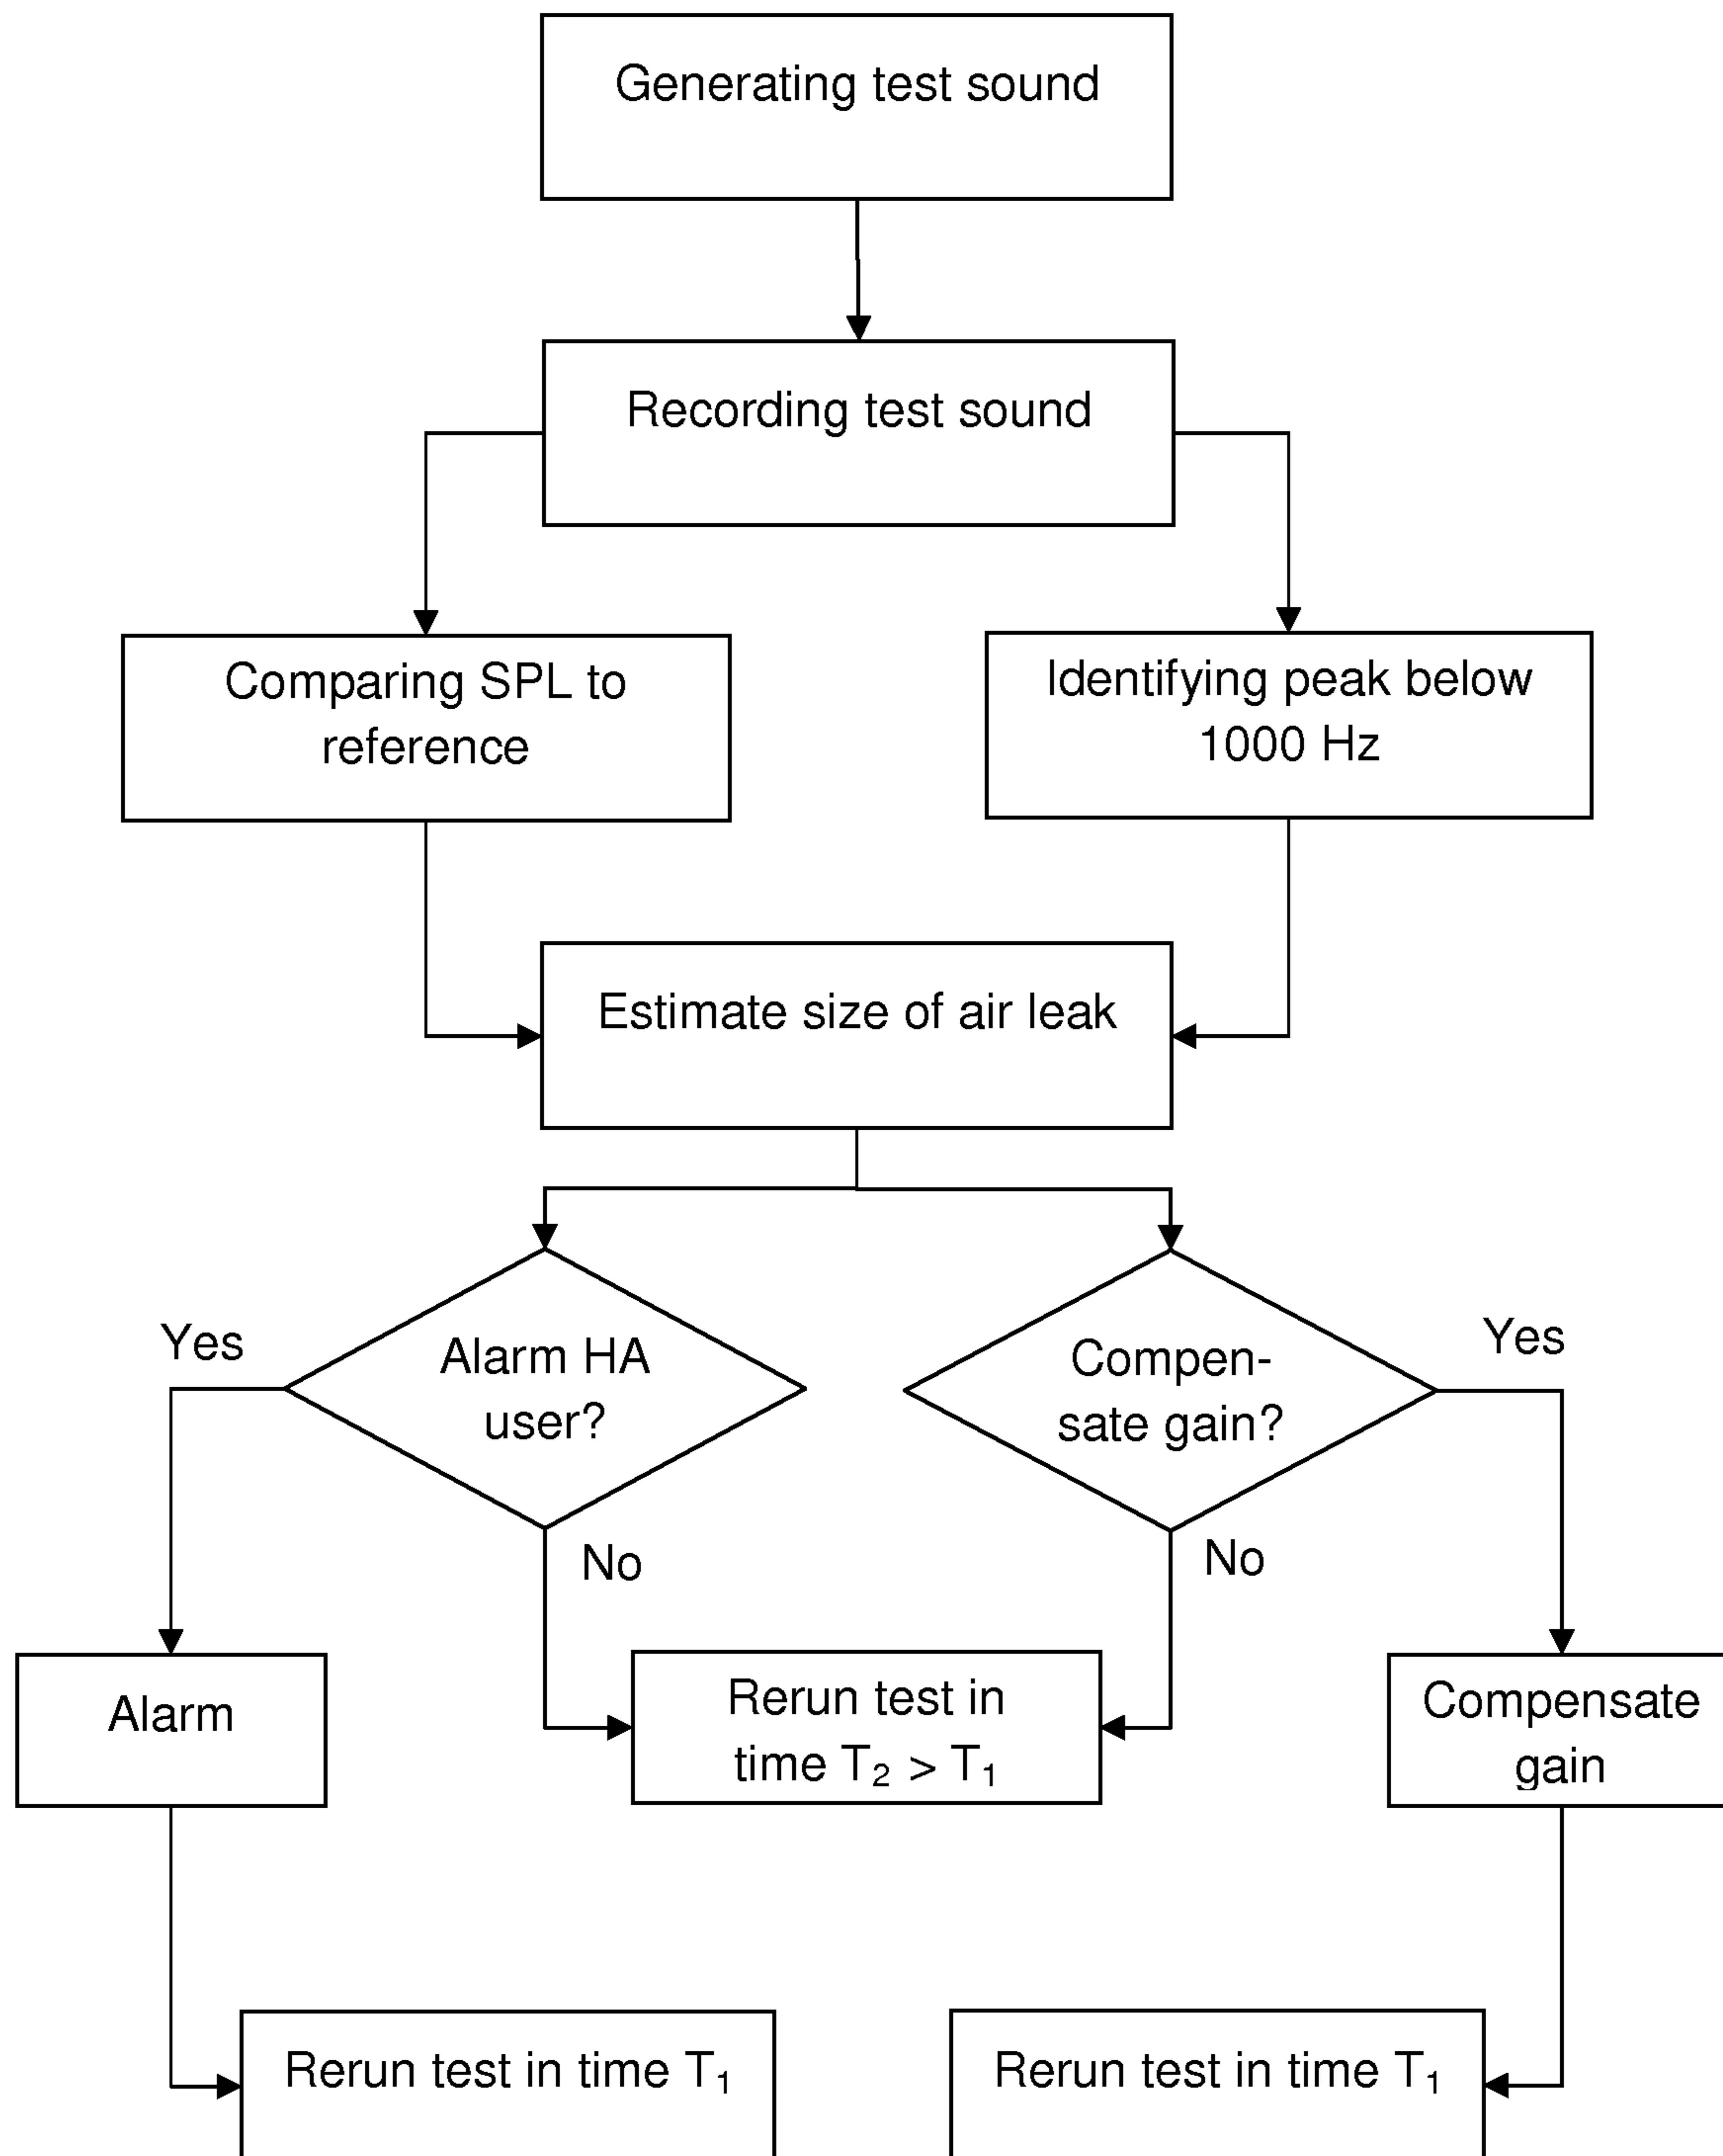 Generating test sound
Recording test sound
Comparing SPL to
reference
Identifying peak below
1000 Hz
Estimate size of air leak
Yes
Alarm HA
user?
No
Compen-
sate gain?
Yes
No
Alarm
Rerun test in
time T₂ > T₁
Compensate
gain
Rerun test in time T₁
Rerun test in time T₁